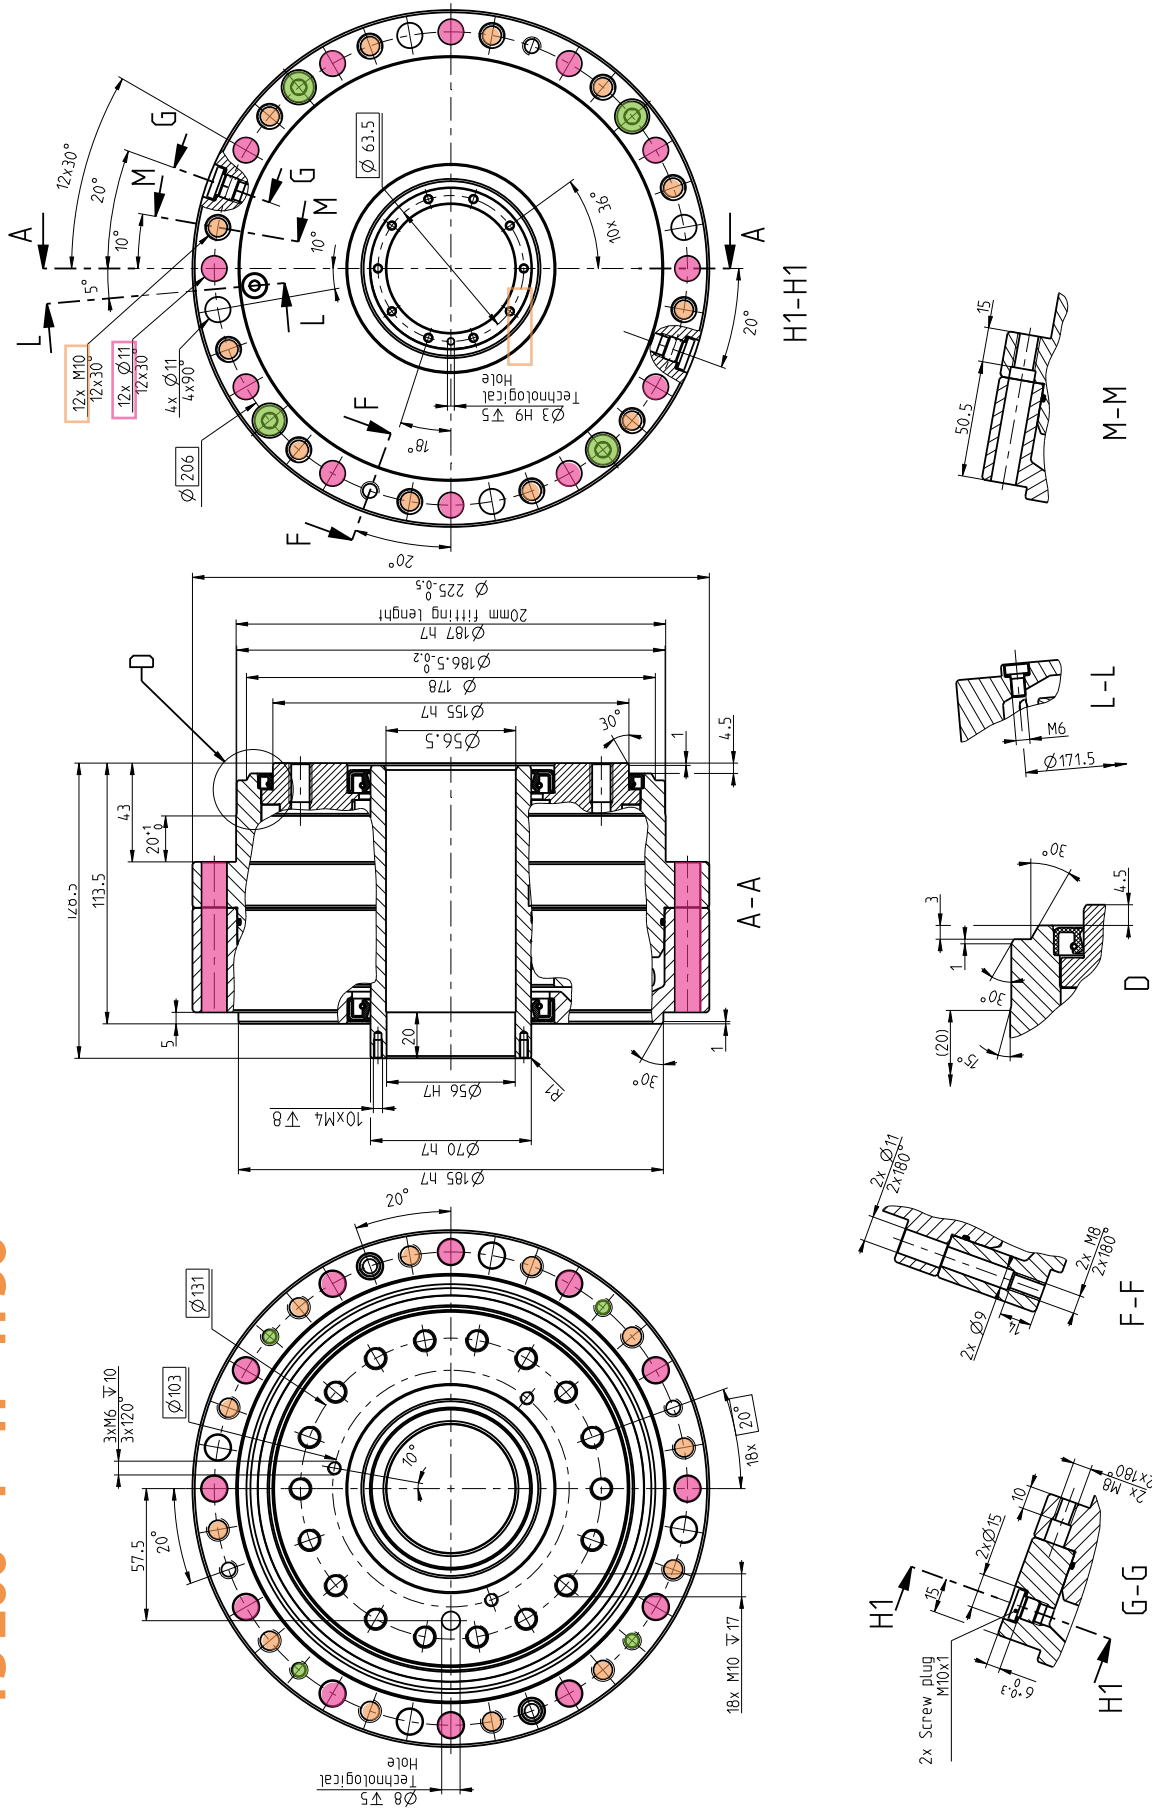 A
12x30°
20°
10°
5°
M
G
G
M
L
L
10°
Ø 63.5
10x 36°
12x M10
12x30°
12x Ø11
12x30°
4x Ø11
4x90°
Ø 206
F
F
18°
20°
Ø3 H9 ↧5
Technological
Hole
20°
A
H1-H1
D
Ø 225 0 -0.5
20mm fitting lenght
Ø187 h7
Ø186.5 0 -0.2
Ø 178
Ø155 h7
Ø56.5
30°
1
4.5
43
20 +1 0
113.5
128.5
5
20
1
30°
R1
Ø56 H7
10xM4 ↧8
Ø70 h7
Ø185 h7
A-A
20°
Ø131
Ø103
3xM6 ↧10
3x120°
10°
57.5
20°
18x 20°
18x M10 ↧17
Ø8 ↧5
Technological
Hole
50.5
15
M-M
M6
Ø171.5
L-L
3
1
30°
30°
4.5
(20)
15°
D
2x Ø11
2x180°
2x M8
2x180°
2x Ø9
14
F-F
H1
15
2xØ15
10
2x M8
2x180°
6 +0.3 0
2x Screw plug
M10x1
H1
G-G